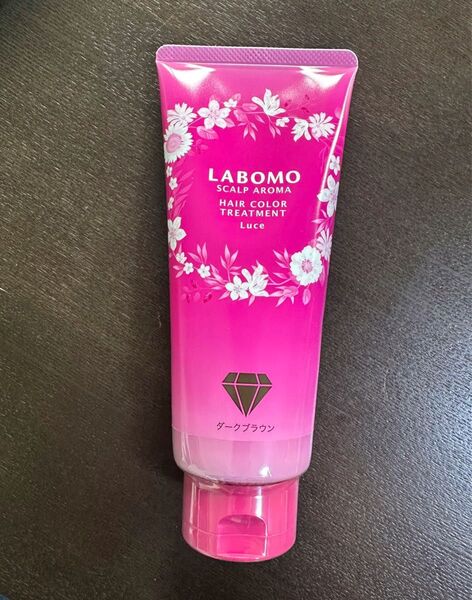 LABOMO
SCALP AROMA
HAIR COLOR
TREATMENT
Luce
ダークブラウン